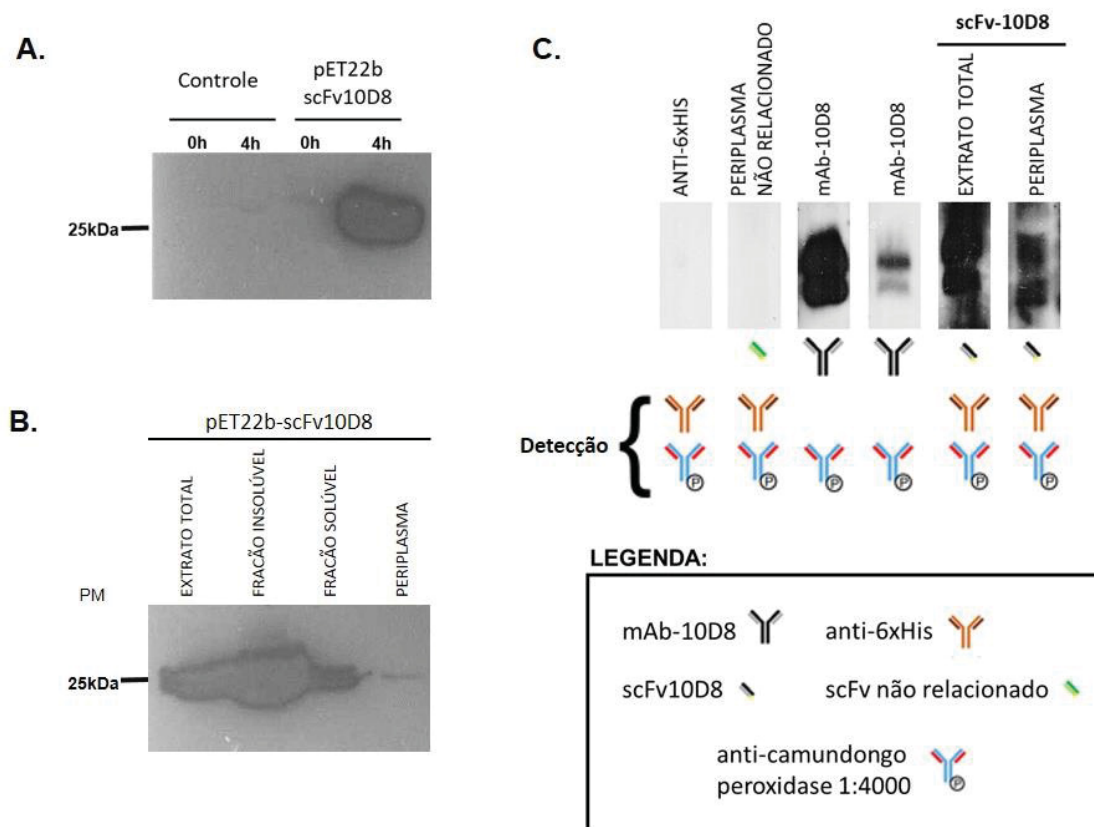 A.
Controle
pET22b
scFv10D8
0h
4h
0h
4h
25kDa
B.
pET22b-scFv10D8
EXTRATO TOTAL
FRACÃO INSOLÚVEL
FRACÃO SOLÚVEL
PERIPLASMA
PM
25kDa
C.
scFv-10D8
ANTI-6xHIS
PERIPLASMA
NÃO RELACIONADO
mAb-10D8
mAb-10D8
EXTRATO TOTAL
PERIPLASMA
Detecção
P
P
P
P
P
P
LEGENDA:
mAb-10D8
anti-6xHis
scFv10D8
scFv não relacionado
anti-camundongo
peroxidase 1:4000
P